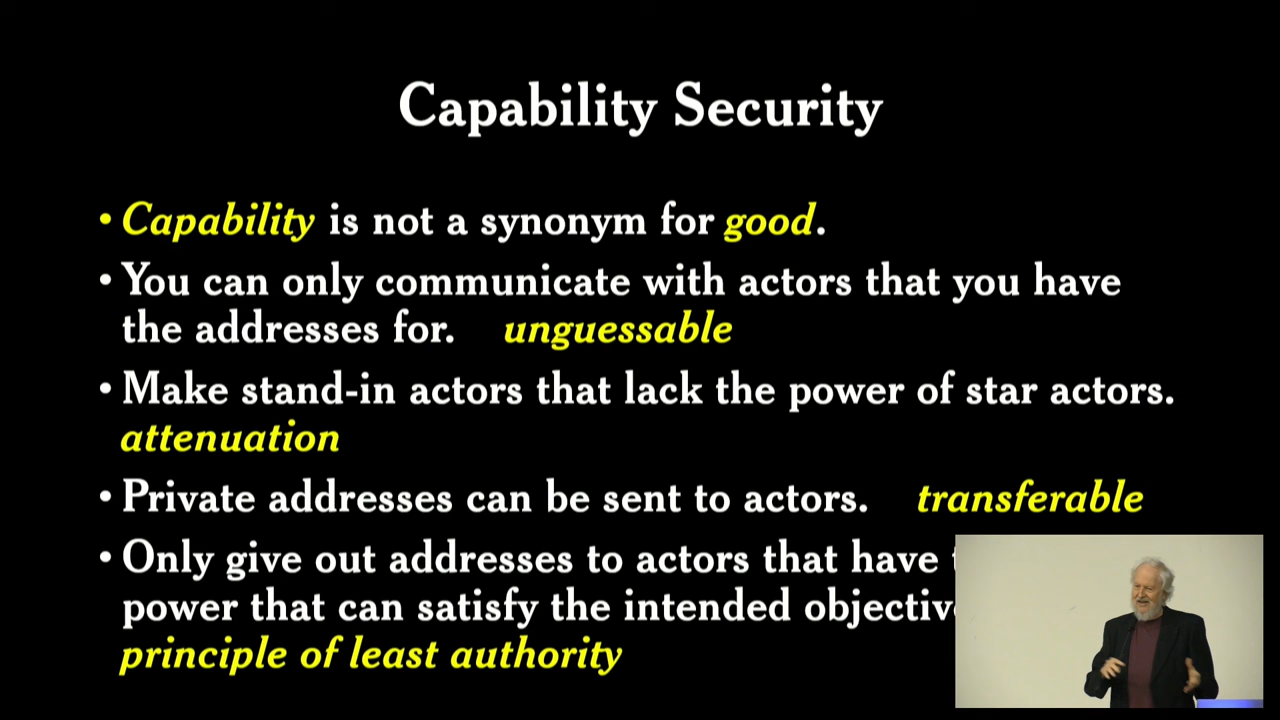 Capability Security
• Capability is not a synonym for good.
• You can only communicate with actors that you have
the addresses for. unguessable
• Make stand-in actors that lack the power of star actors.
attenuation
• Private addresses can be sent to actors. transferable
• Only give out addresses to actors that have
power that can satisfy the intended
principle of least authority